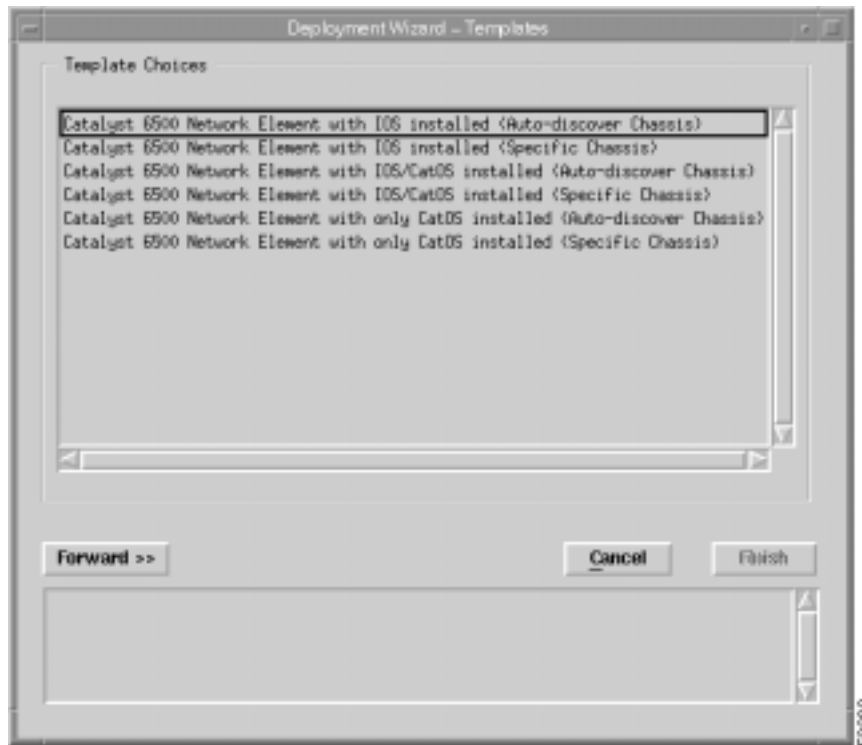 Deployment Wizard – Templates
Template Choices
Catalyst 6500 Network Element with IOS installed (Auto-discover Chassis)
Catalyst 6500 Network Element with IOS installed (Specific Chassis)
Catalyst 6500 Network Element with IOS/CatOS installed (Auto-discover Chassis)
Catalyst 6500 Network Element with IOS/CatOS installed (Specific Chassis)
Catalyst 6500 Network Element with only CatOS installed (Auto-discover Chassis)
Catalyst 6500 Network Element with only CatOS installed (Specific Chassis)
Forward >>
Cancel
Finish